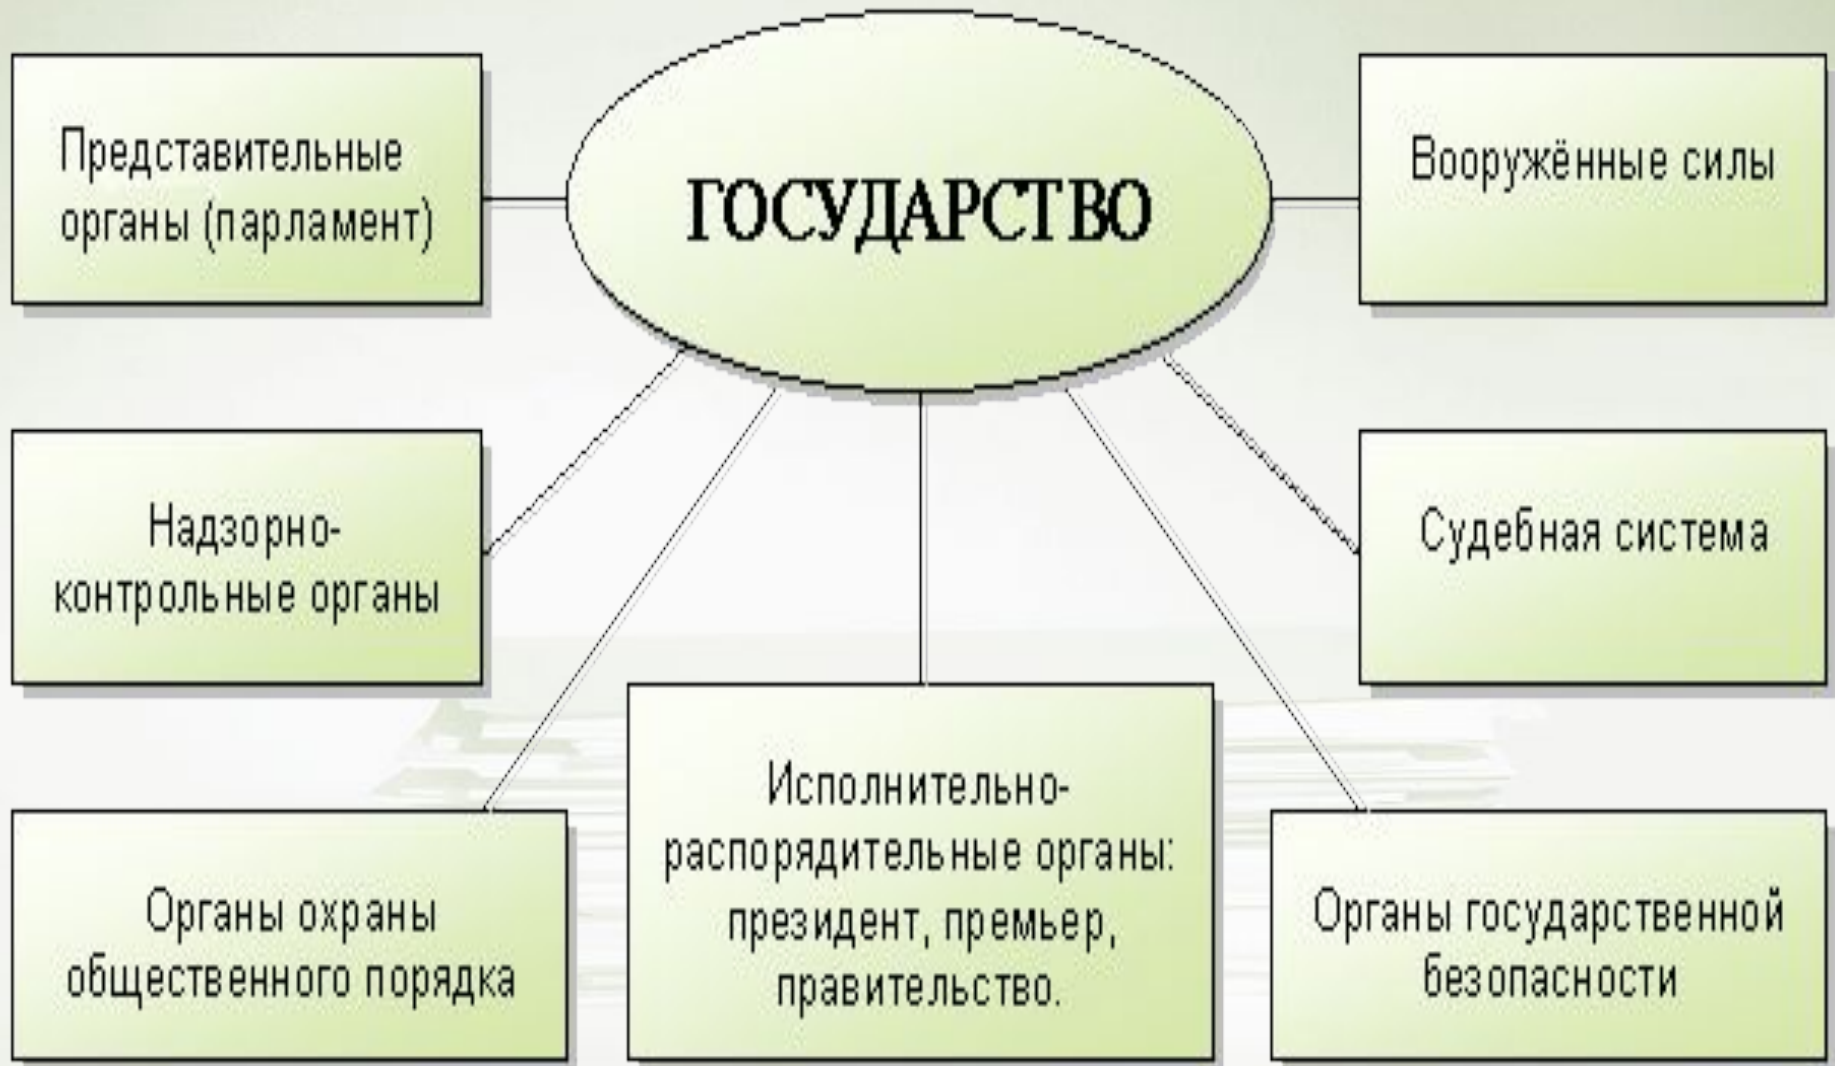 ГОСУДАРСТВО
Представительные
органы (парламент)
Вооружённые силы
Надзорно-
контрольные органы
Судебная система
Органы охраны
общественного порядка
Исполнительно-
распорядительные органы:
президент, премьер,
правительство.
Органы государственной
безопасности